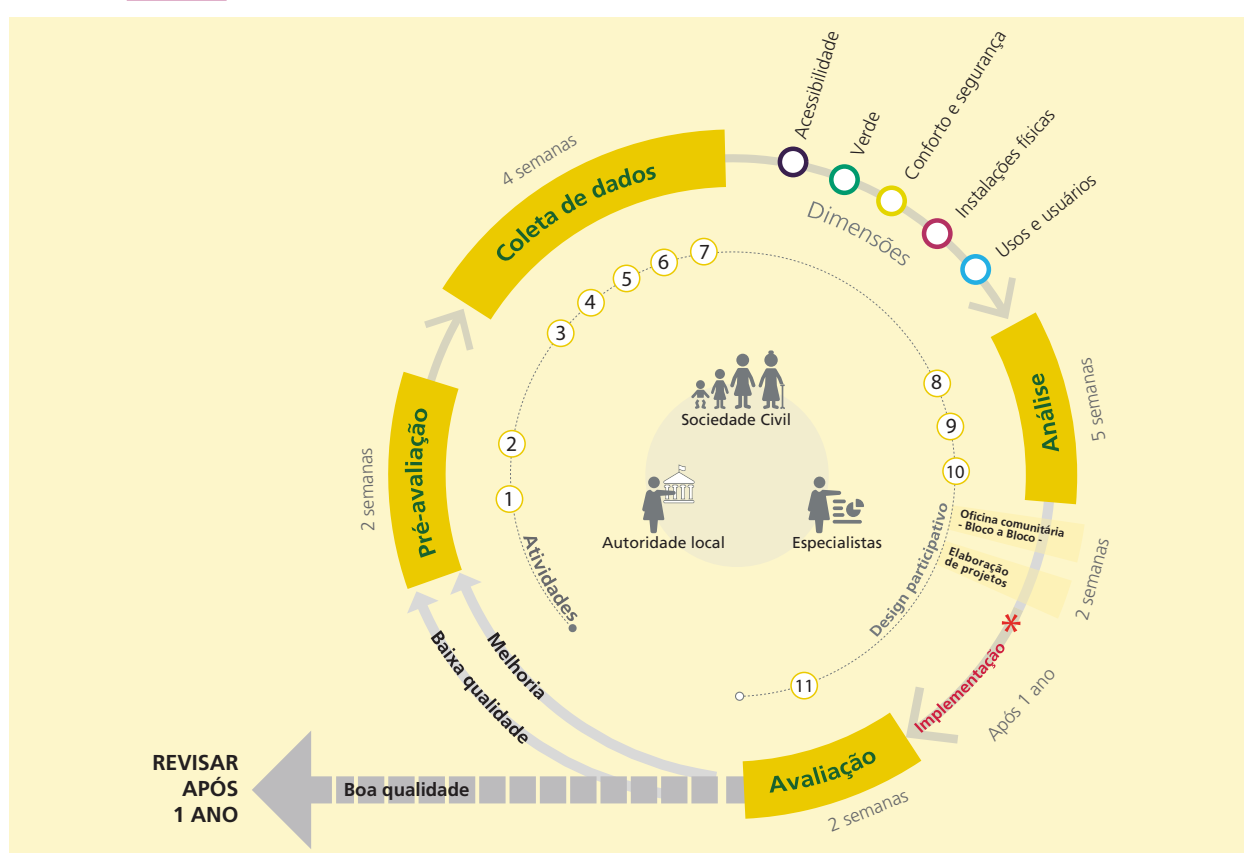 Acessibilidade
Verde
Conforto e segurança
Instalações físicas
Usos e usuários
Dimensões
4 semanas
Coleta de dados
7
6
5
4
3
2
1
2 semanas
Pré-avaliação
Atividades
Sociedade Civil
Autoridade local
Especialistas
8
9
10
Análise
5 semanas
Oficina comunitária
- Bloco a Bloco -
Elaboração
de projetos
2 semanas
Design participativo
*
Implementação
Após 1 ano
11
Avaliação
2 semanas
Melhoria
Baixa qualidade
Boa qualidade
REVISAR
APÓS
1 ANO